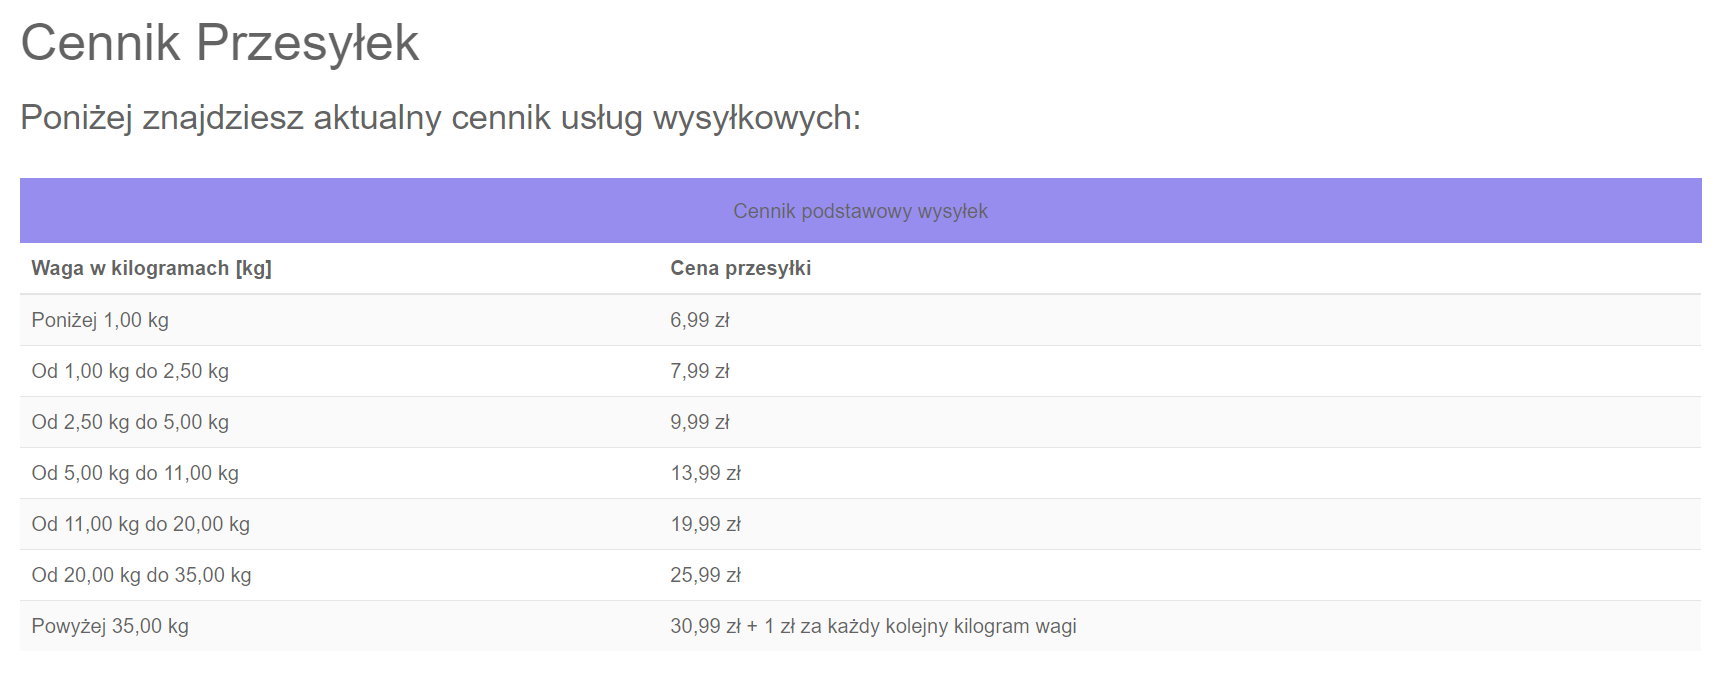 Cennik Przesyłek
Poniżej znajdziesz aktualny cennik usług wysyłkowych:
Cennik podstawowy wysyłek
Waga w kilogramach [kg] Cena przesyłki
Poniżej 1,00 kg 6,99 zł
Od 1,00 kg do 2,50 kg 7,99 zł
Od 2,50 kg do 5,00 kg 9,99 zł
Od 5,00 kg do 11,00 kg 13,99 zł
Od 11,00 kg do 20,00 kg 19,99 zł
Od 20,00 kg do 35,00 kg 25,99 zł
Powyżej 35,00 kg 30,99 zł + 1 zł za każdy kolejny kilogram wagi